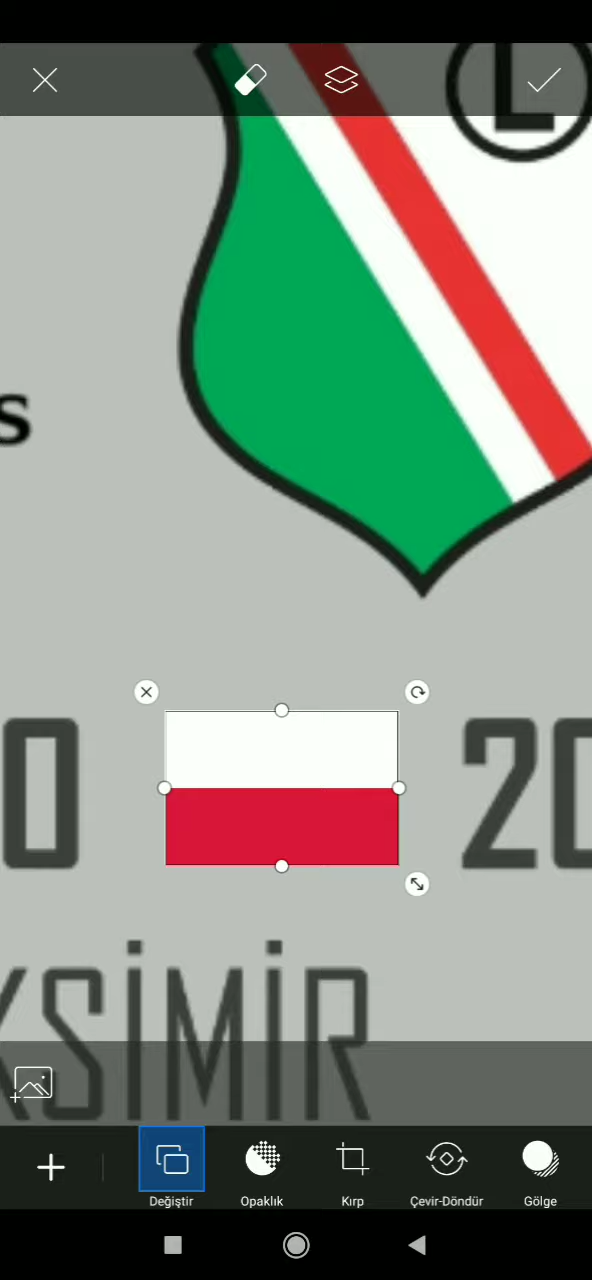 L
s
0
20
KSİMİR
Değiştir
Opaklık
Kırp
Çevir-Döndür
Gölge